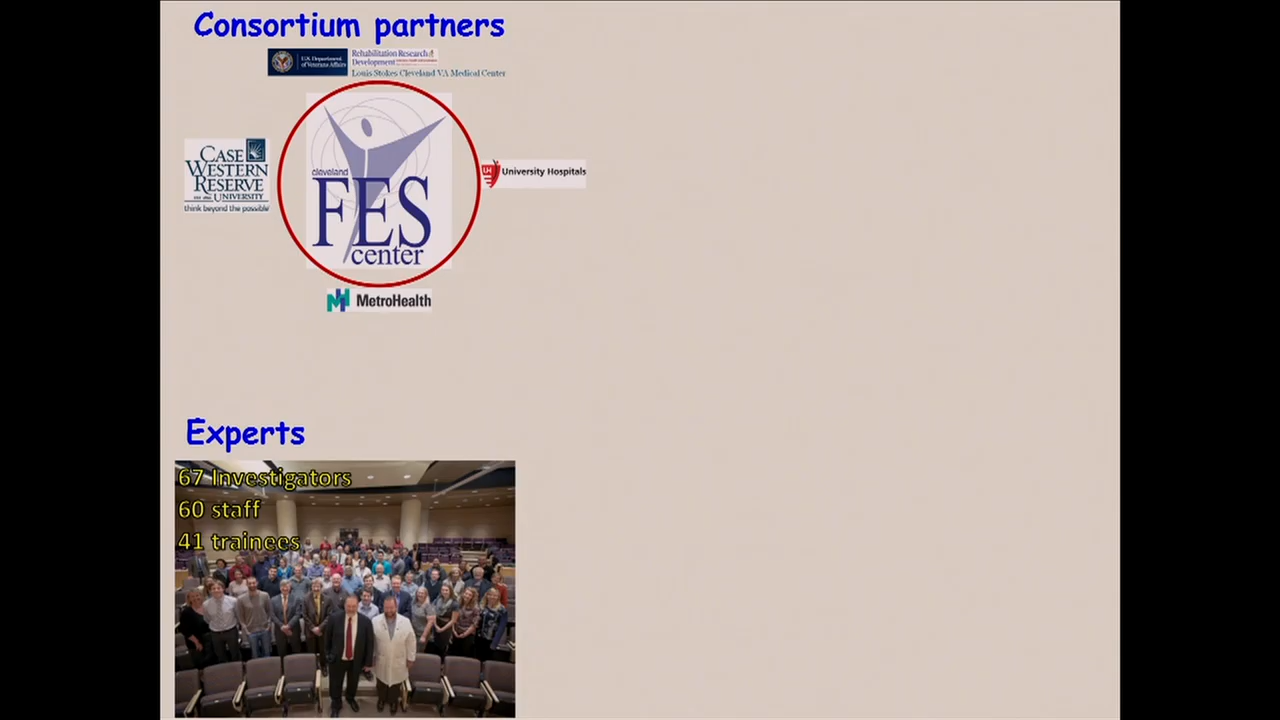 Consortium partners
U.S. Department
of Veterans Affairs
Rehabilitation Research &
Development
Louis Stokes Cleveland VA Medical Center
CASE
WESTERN
RESERVE
UNIVERSITY
think beyond the possible
cleveland
FES
center
UH University Hospitals
MetroHealth
Experts
67 Investigators
60 staff
41 trainees